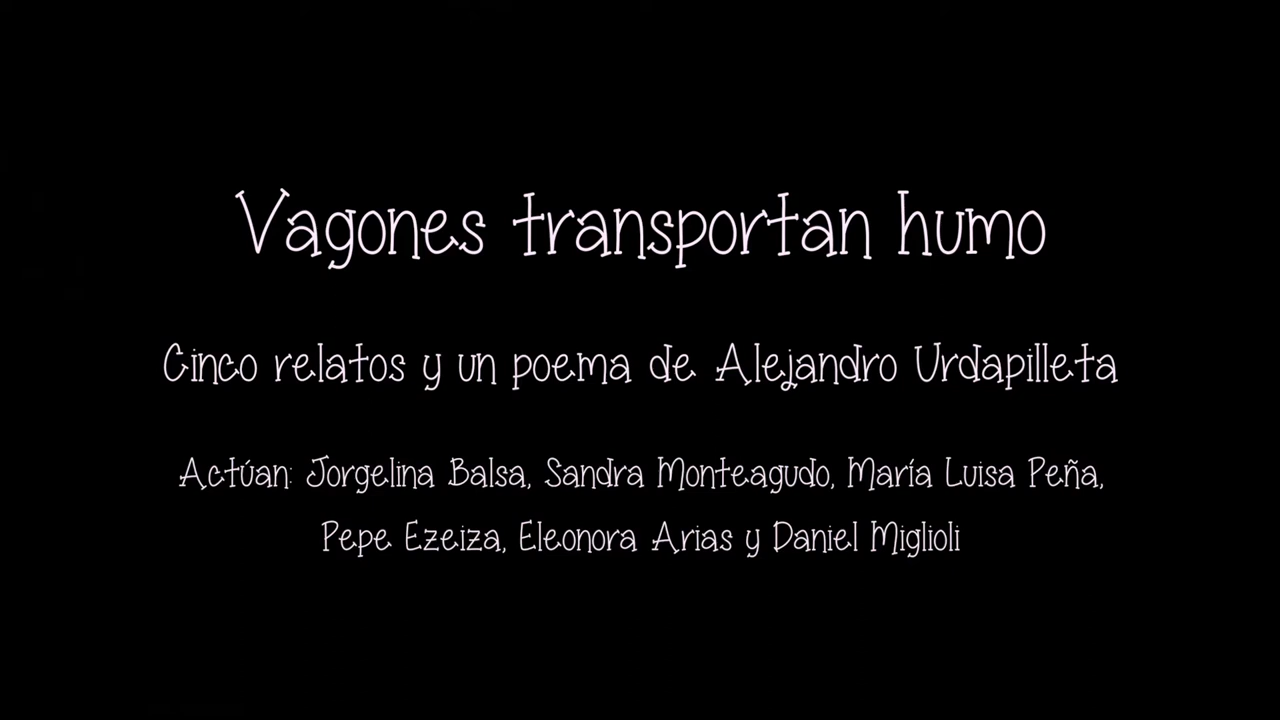 Vagones transportan humo
Cinco relatos y un poema de Alejandro Urdapilleta
Actúan: Jorgelina Balsa, Sandra Monteagudo, María Luisa Peña,
Pepe Ezeiza, Eleonora Arias y Daniel Miglioli